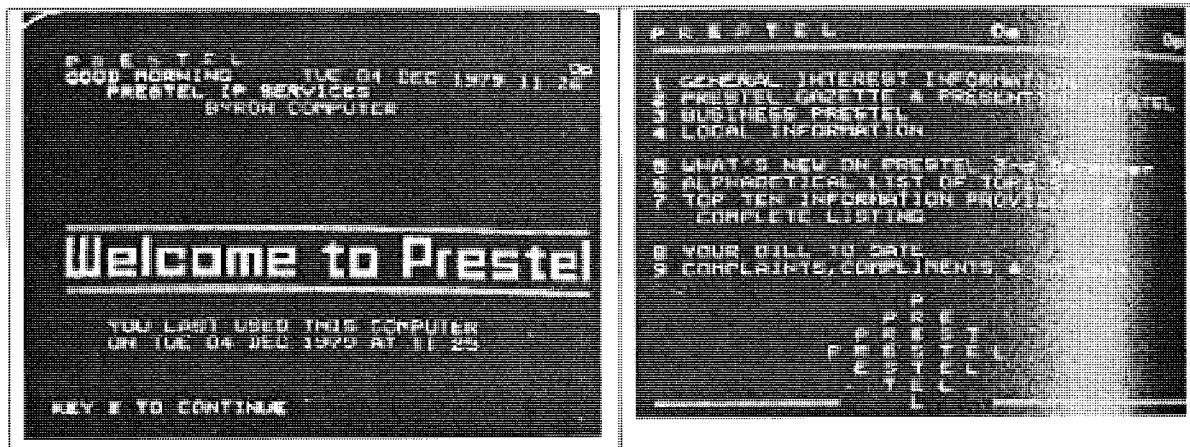 PRESTEL
0p
GOOD MORNING TUE 04 DEC 1979 11 26
PRESTEL IP SERVICES
BYRON COMPUTER
Welcome to Prestel
YOU LAST USED THIS COMPUTER
ON TUE 04 DEC 1979 AT 11 25
KEY # TO CONTINUE
PRESTEL 0a 0p
1 GENERAL INTEREST INFORMATION
2 PRESTEL GAZETTE & PRESENTING PRESTEL
3 BUSINESS PRESTEL
4 LOCAL INFORMATION
5 WHAT'S NEW ON PRESTEL
6 ALPHABETICAL LIST OF TOPICS
7 TOP TEN INFORMATION
COMPLETE LISTING
8 YOUR BILL TO DATE
9 COMPLAINTS,COMPLIMENTS &
P
PRE
PREST
PRESTEL
ESTEL
TEL
L